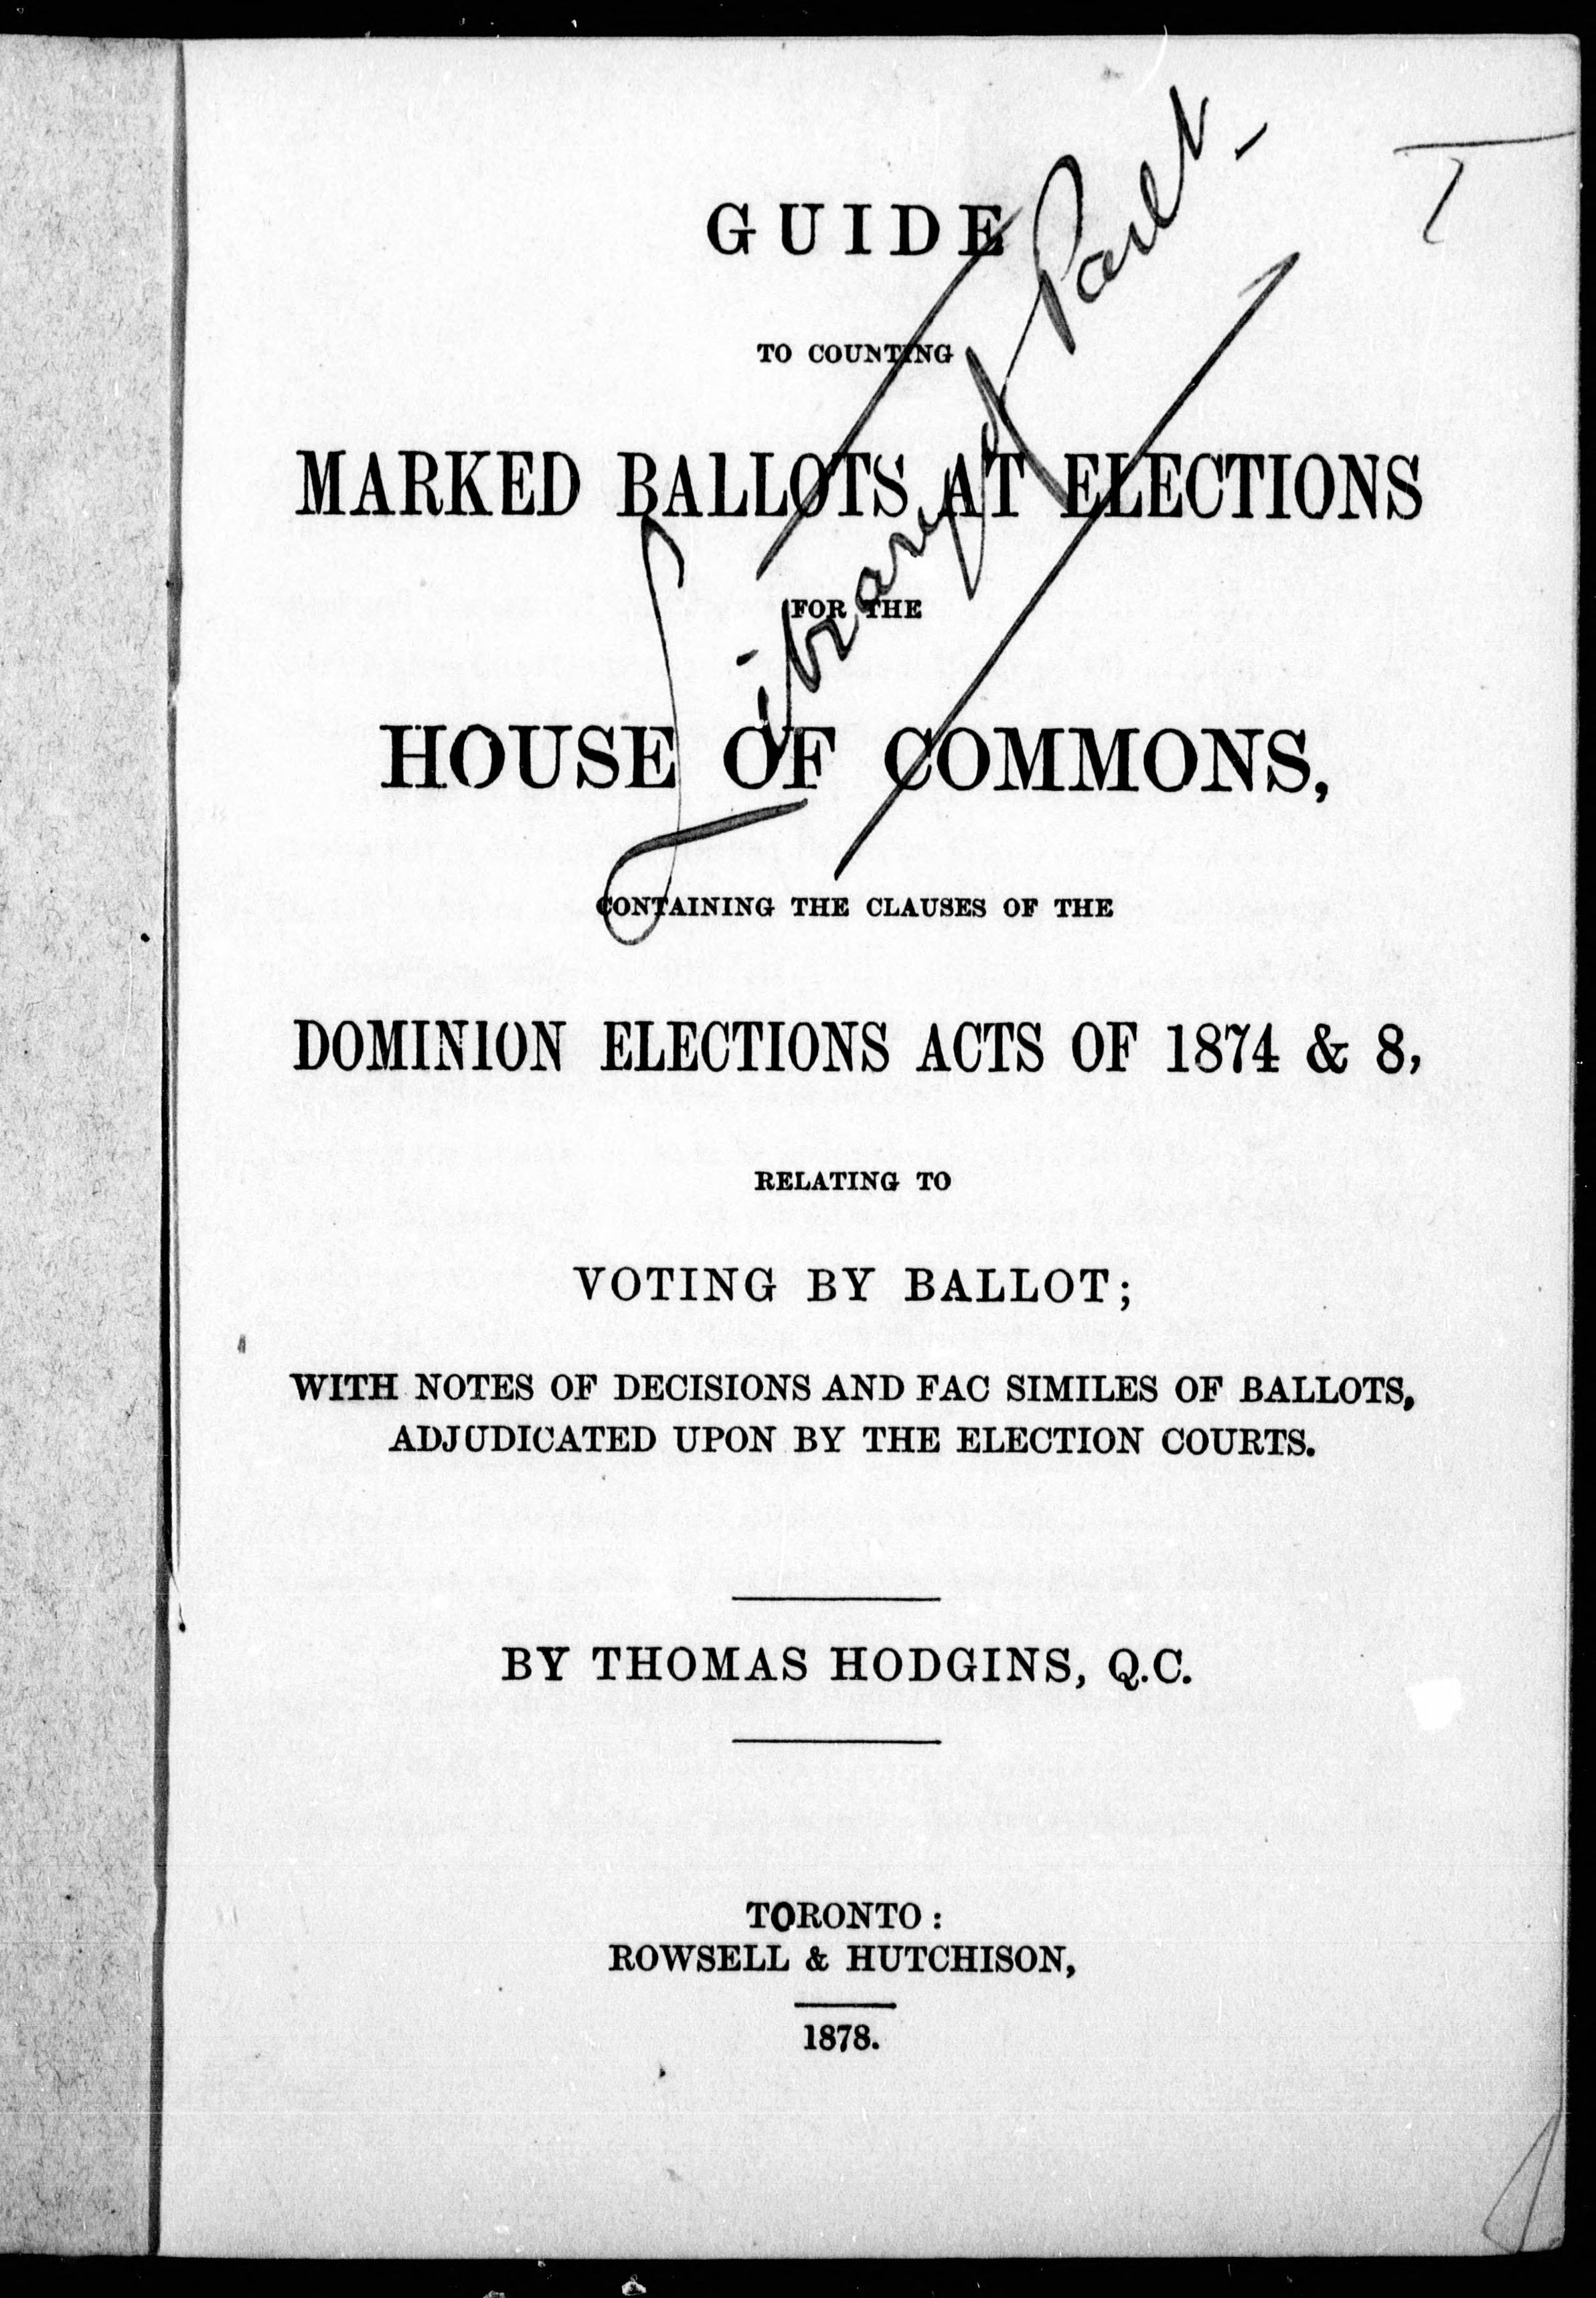 GUIDE
TO COUNTING
MARKED BALLOTS AT ELECTIONS
FOR THE
HOUSE OF COMMONS,
CONTAINING THE CLAUSES OF THE
DOMINION ELECTIONS ACTS OF 1874 & 8,
RELATING TO
VOTING BY BALLOT;
WITH NOTES OF DECISIONS AND FAC SIMILES OF BALLOTS,
ADJUDICATED UPON BY THE ELECTION COURTS.
BY THOMAS HODGINS, Q.C.
TORONTO:
ROWSELL & HUTCHISON,
1878.
Library of Parlt